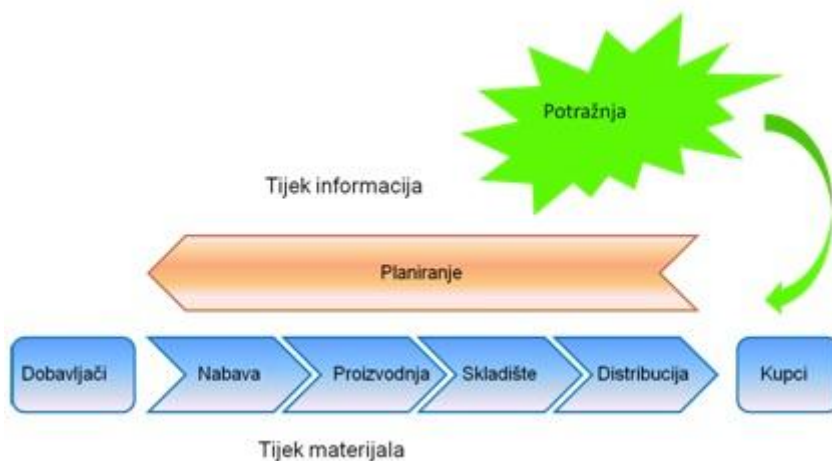 Potražnja
Tijek informacija
Planiranje
Dobavljači
Nabava
Proizvodnja
Skladište
Distribucija
Kupci
Tijek materijala